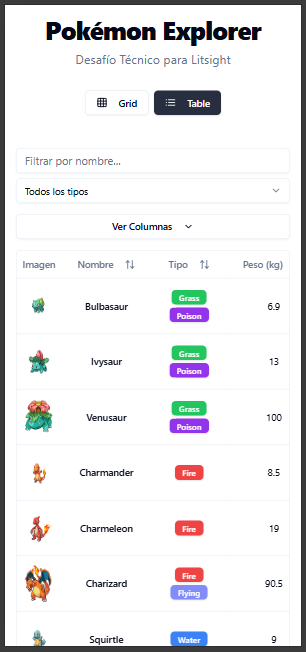 Pokémon Explorer
Desafío Técnico para Litsight
Grid Table
Filtrar por nombre...
Todos los tipos
Ver Columnas
Imagen Nombre Tipo Peso (kg)
Grass
Bulbasaur 6.9
Poison
Grass
Ivysaur 13
Poison
Grass
Venusaur 100
Poison
Charmander Fire 8.5
Charmeleon Fire 19
Fire
Charizard 90.5
Flying
Squirtle Water 9